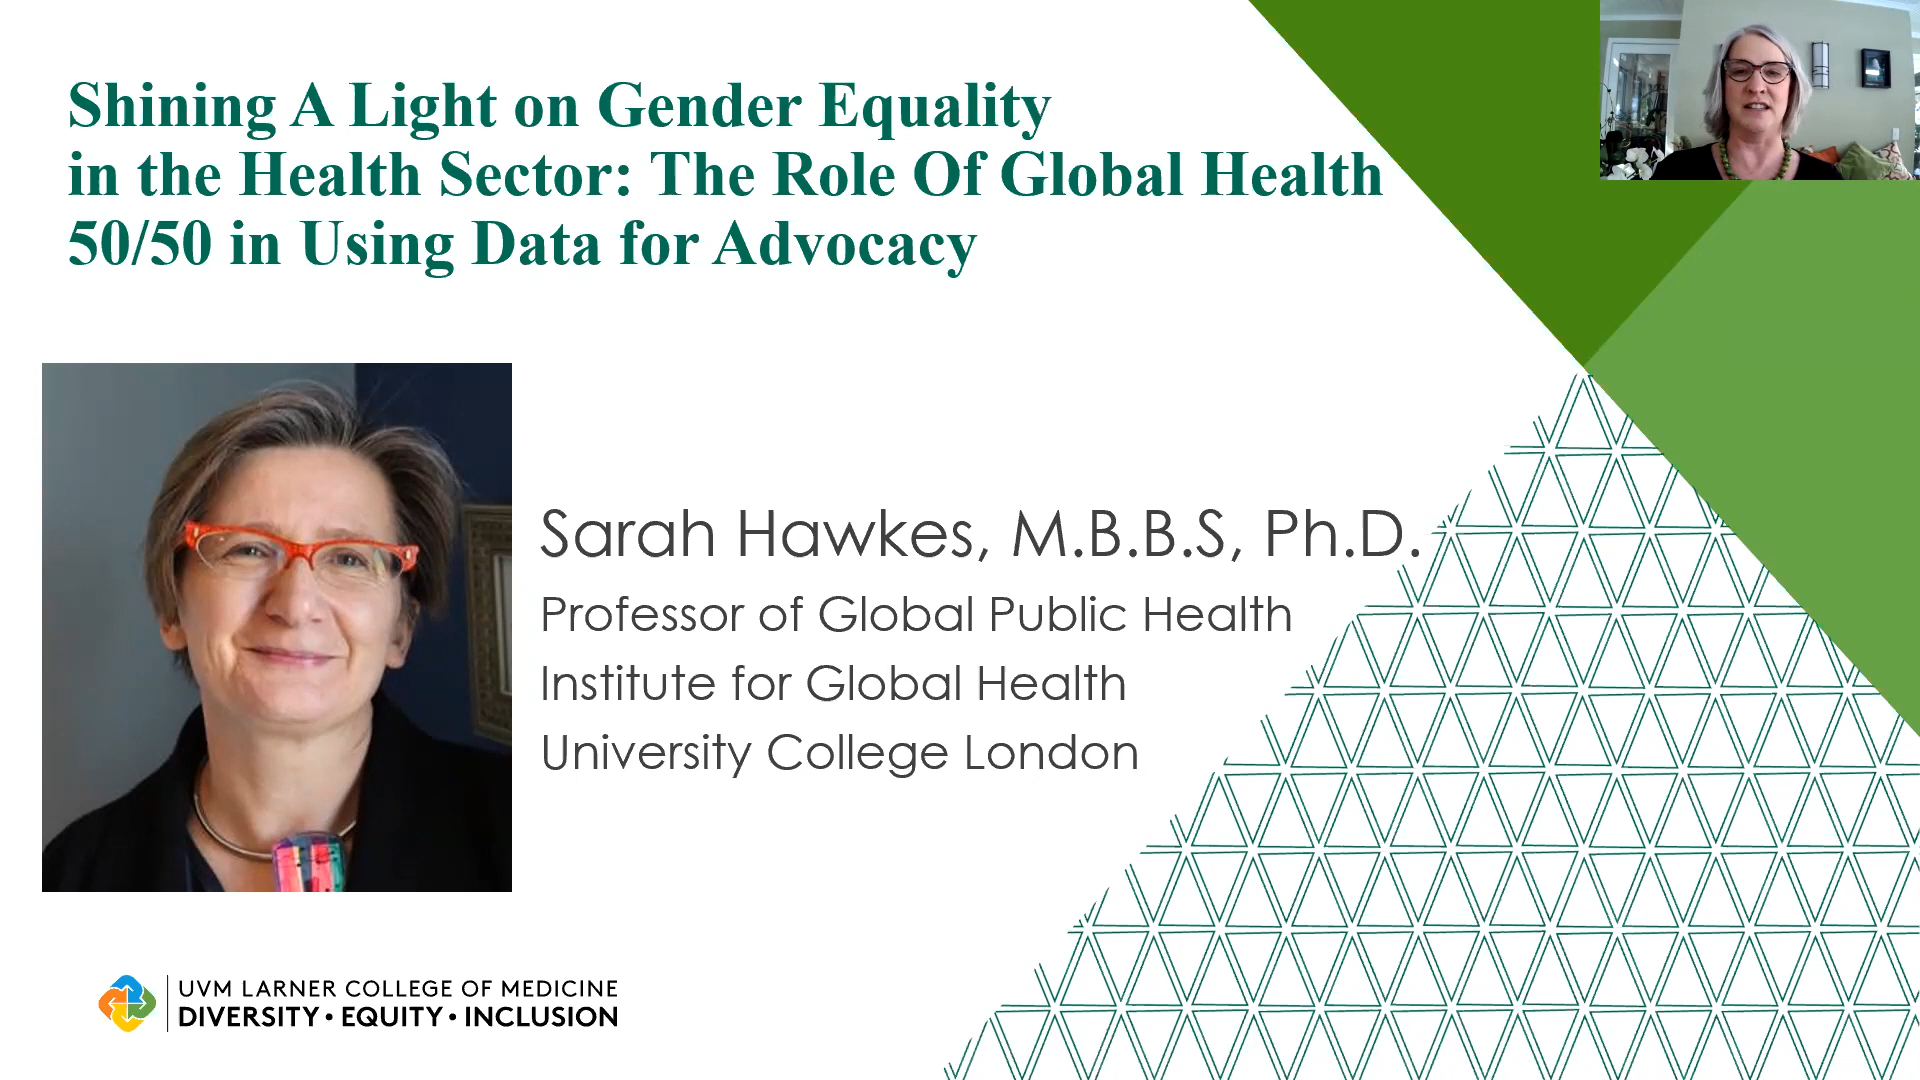 Shining A Light on Gender Equality
in the Health Sector: The Role Of Global Health
50/50 in Using Data for Advocacy
Sarah Hawkes, M.B.B.S, Ph.D.
Professor of Global Public Health
Institute for Global Health
University College London
UVM LARNER COLLEGE OF MEDICINE
DIVERSITY • EQUITY • INCLUSION